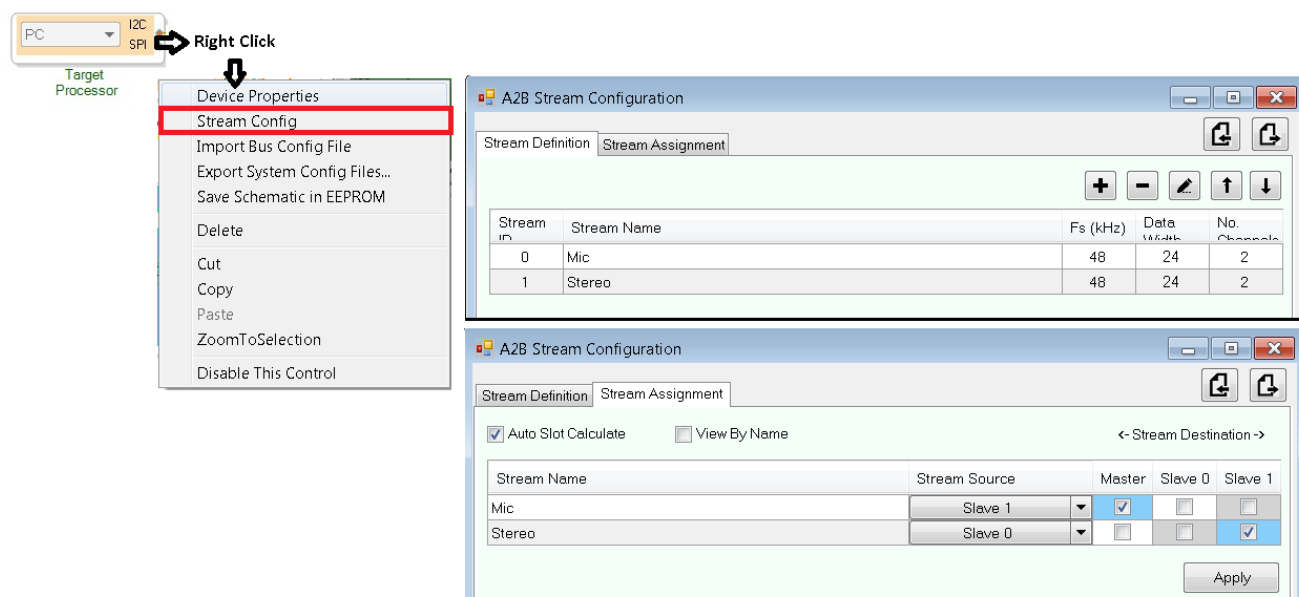 PC
I2C
SPI
Right Click
Target
Processor
Device Properties
Stream Config
Import Bus Config File
Export System Config Files...
Save Schematic in EEPROM
Delete
Cut
Copy
Paste
ZoomToSelection
Disable This Control
A2B Stream Configuration
Stream Definition Stream Assignment
Stream ID Stream Name Fs (kHz) Data Width No. Channels
0 Mic 48 24 2
1 Stereo 48 24 2
A2B Stream Configuration
Stream Definition Stream Assignment
Auto Slot Calculate View By Name <- Stream Destination ->
Stream Name Stream Source Master Slave 0 Slave 1
Mic Slave 1
Stereo Slave 0
Apply